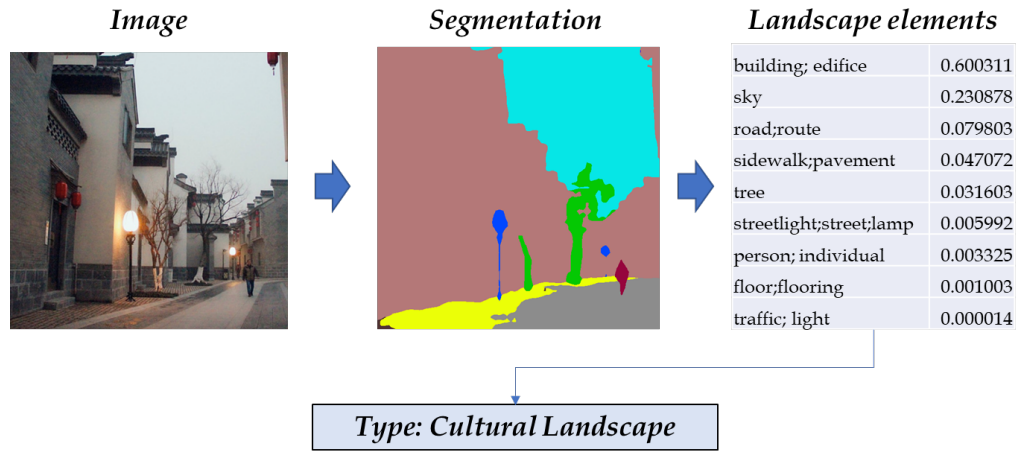 Image
Segmentation
Landscape elements
building; edifice 0.600311
sky 0.230878
road;route 0.079803
sidewalk;pavement 0.047072
tree 0.031603
streetlight;street;lamp 0.005992
person; individual 0.003325
floor;flooring 0.001003
traffic; light 0.000014
Type: Cultural Landscape